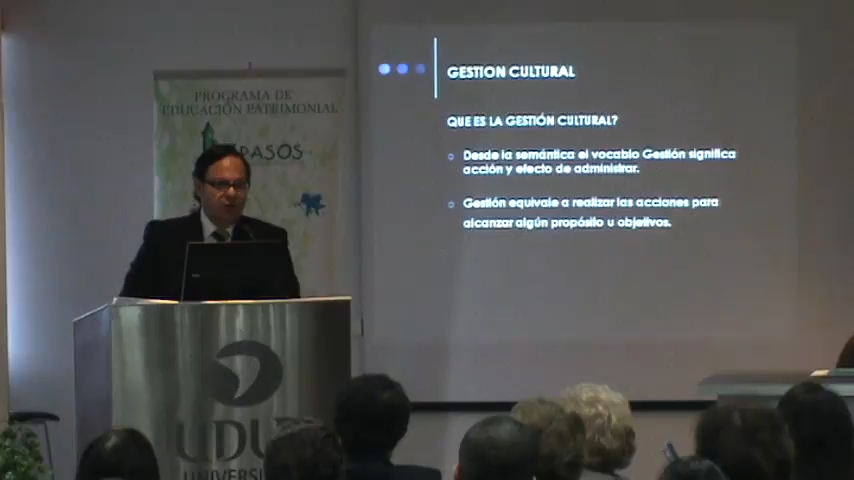 GESTION CULTURAL
QUE ES LA GESTIÓN CULTURAL?
Desde la semántica el vocablo Gestión significa
acción y efecto de administrar.
Gestión equivale a realizar las acciones para
alcanzar algún propósito u objetivos.
PROGRAMA DE
EDUCACIÓN PATRIMONIAL